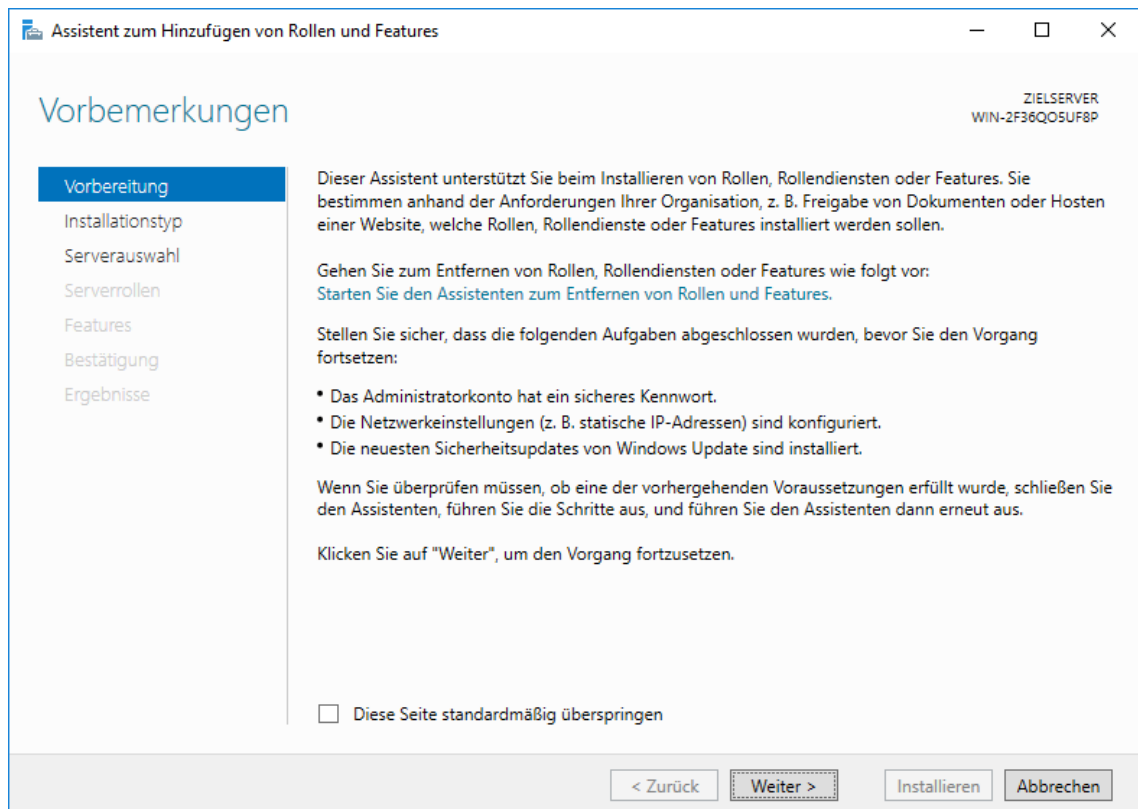 Assistent zum Hinzufügen von Rollen und Features
Vorbemerkungen
ZIELSERVER
WIN-2F36QO5UF8P
Vorbereitung
Installationstyp
Serverauswahl
Serverrollen
Features
Bestätigung
Ergebnisse
Dieser Assistent unterstützt Sie beim Installieren von Rollen, Rollendiensten oder Features. Sie
bestimmen anhand der Anforderungen Ihrer Organisation, z. B. Freigabe von Dokumenten oder Hosten
einer Website, welche Rollen, Rollendienste oder Features installiert werden sollen.
Gehen Sie zum Entfernen von Rollen, Rollendiensten oder Features wie folgt vor:
Starten Sie den Assistenten zum Entfernen von Rollen und Features.
Stellen Sie sicher, dass die folgenden Aufgaben abgeschlossen wurden, bevor Sie den Vorgang
fortsetzen:
• Das Administratorkonto hat ein sicheres Kennwort.
• Die Netzwerkeinstellungen (z. B. statische IP-Adressen) sind konfiguriert.
• Die neuesten Sicherheitsupdates von Windows Update sind installiert.
Wenn Sie überprüfen müssen, ob eine der vorhergehenden Voraussetzungen erfüllt wurde, schließen Sie
den Assistenten, führen Sie die Schritte aus, und führen Sie den Assistenten dann erneut aus.
Klicken Sie auf "Weiter", um den Vorgang fortzusetzen.
Diese Seite standardmäßig überspringen
< Zurück
Weiter >
Installieren
Abbrechen